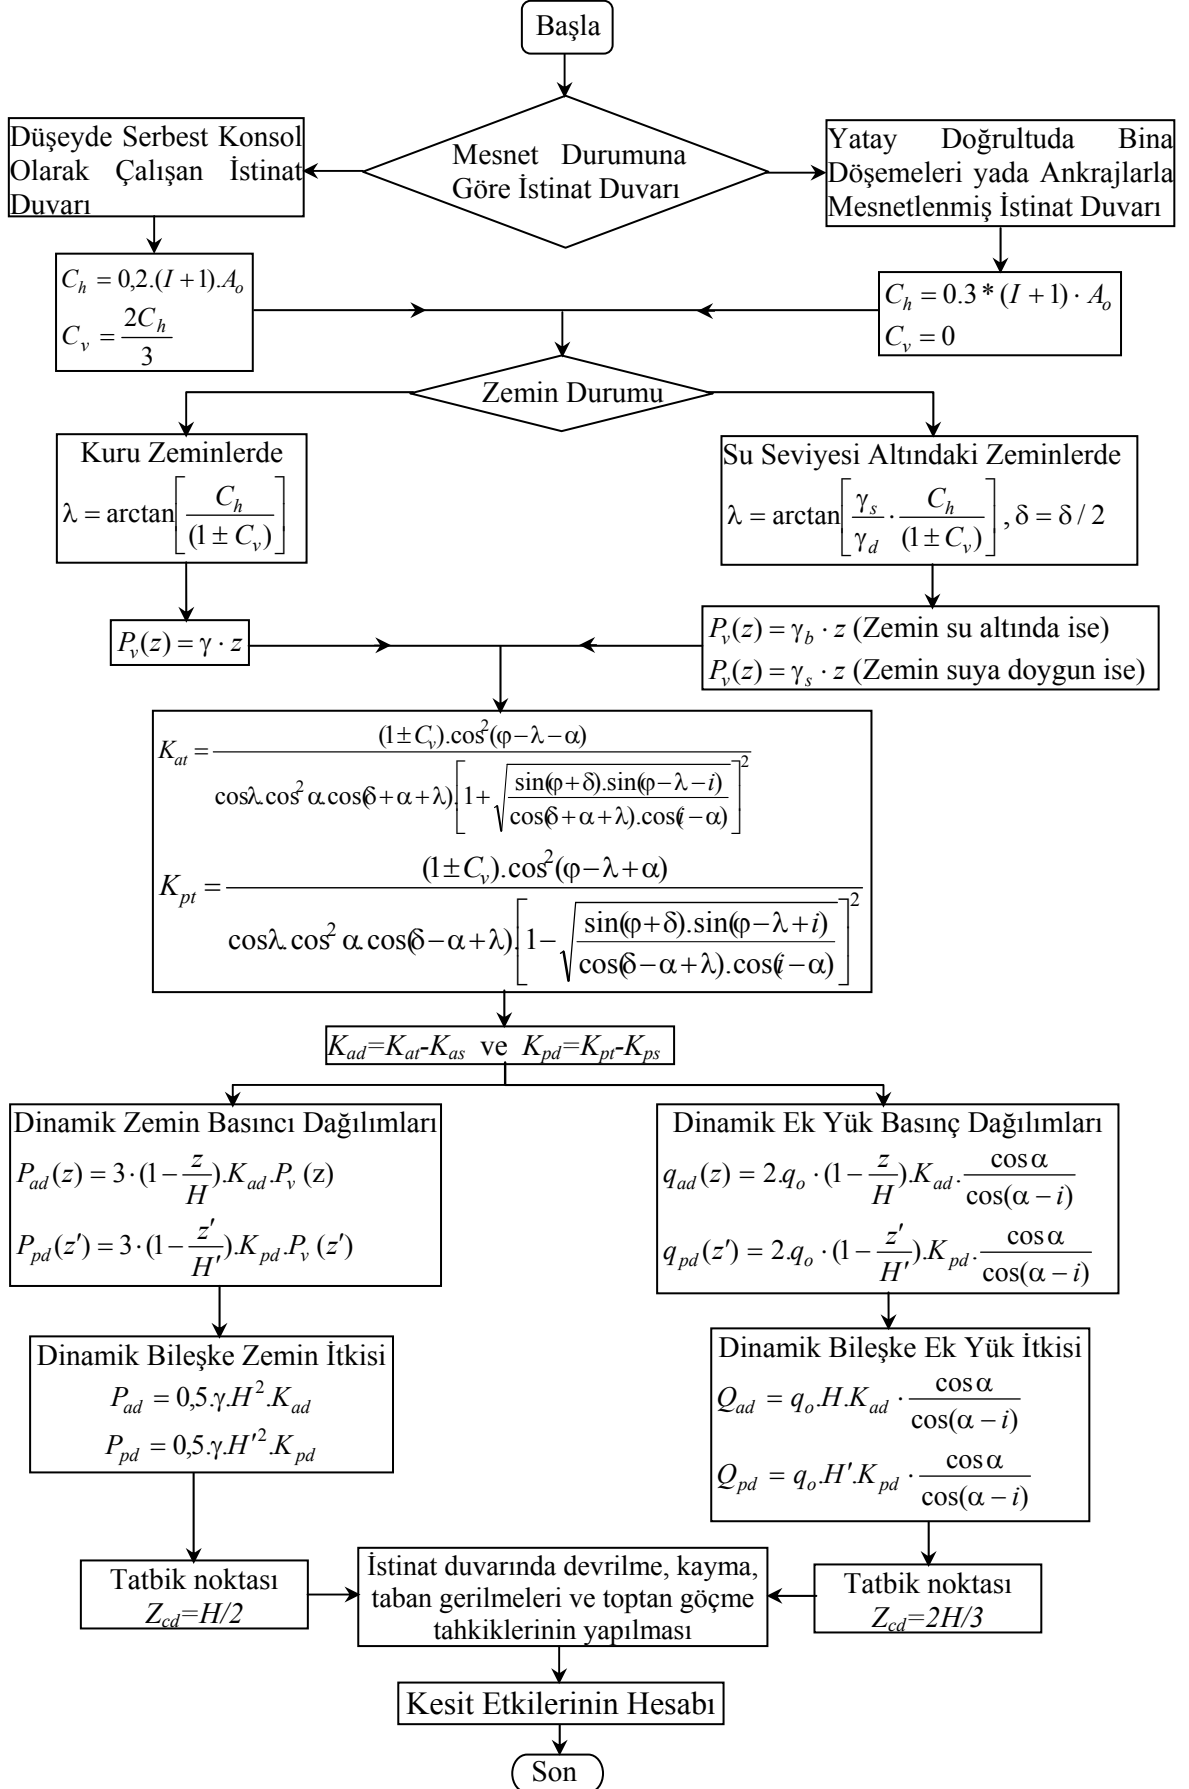 Başla
Mesnet Durumuna
Göre İstinat Duvarı
Düşeyde Serbest Konsol
Olarak Çalışan İstinat
Duvarı
Yatay Doğrultuda Bina
Döşemeleri yada Ankrajlarla
Mesnetlenmiş İstinat Duvarı
C_h = 0,2.(I + 1).A_o
C_v = 2C_h / 3
C_h = 0.3 * (I + 1) · A_o
C_v = 0
Zemin Durumu
Kuru Zeminlerde
λ = arctan[C_h / (1 ± C_v)]
Su Seviyesi Altındaki Zeminlerde
λ = arctan[γ_s / γ_d · C_h / (1 ± C_v)], δ = δ / 2
P_v(z) = γ · z
P_v(z) = γ_b · z (Zemin su altında ise)
P_v(z) = γ_s · z (Zemin suya doygun ise)
K_at = (1 ± C_v).cos²(φ − λ − α) / cosλ.cos²α.cos(δ + α + λ).[1 + √(sin(φ + δ).sin(φ − λ − i) / cos(δ + α + λ).cos(i − α))]²
K_pt = (1 ± C_v).cos²(φ − λ + α) / cosλ.cos²α.cos(δ − α + λ).[1 − √(sin(φ + δ).sin(φ − λ + i) / cos(δ − α + λ).cos(i − α))]²
K_ad=K_at-K_as ve K_pd=K_pt-K_ps
Dinamik Zemin Basıncı Dağılımları
P_ad(z) = 3 · (1 − z/H).K_ad.P_v(z)
P_pd(z′) = 3 · (1 − z′/H′).K_pd.P_v(z′)
Dinamik Ek Yük Basınç Dağılımları
q_ad(z) = 2.q_o · (1 − z/H).K_ad. cosα / cos(α − i)
q_pd(z′) = 2.q_o · (1 − z′/H′).K_pd. cosα / cos(α − i)
Dinamik Bileşke Zemin İtkisi
P_ad = 0,5.γ.H².K_ad
P_pd = 0,5.γ.H′².K_pd
Dinamik Bileşke Ek Yük İtkisi
Q_ad = q_o.H.K_ad · cosα / cos(α − i)
Q_pd = q_o.H′.K_pd · cosα / cos(α − i)
Tatbik noktası
Z_cd=H/2
İstinat duvarında devrilme, kayma,
taban gerilmeleri ve toptan göçme
tahkiklerinin yapılması
Tatbik noktası
Z_cd=2H/3
Kesit Etkilerinin Hesabı
Son